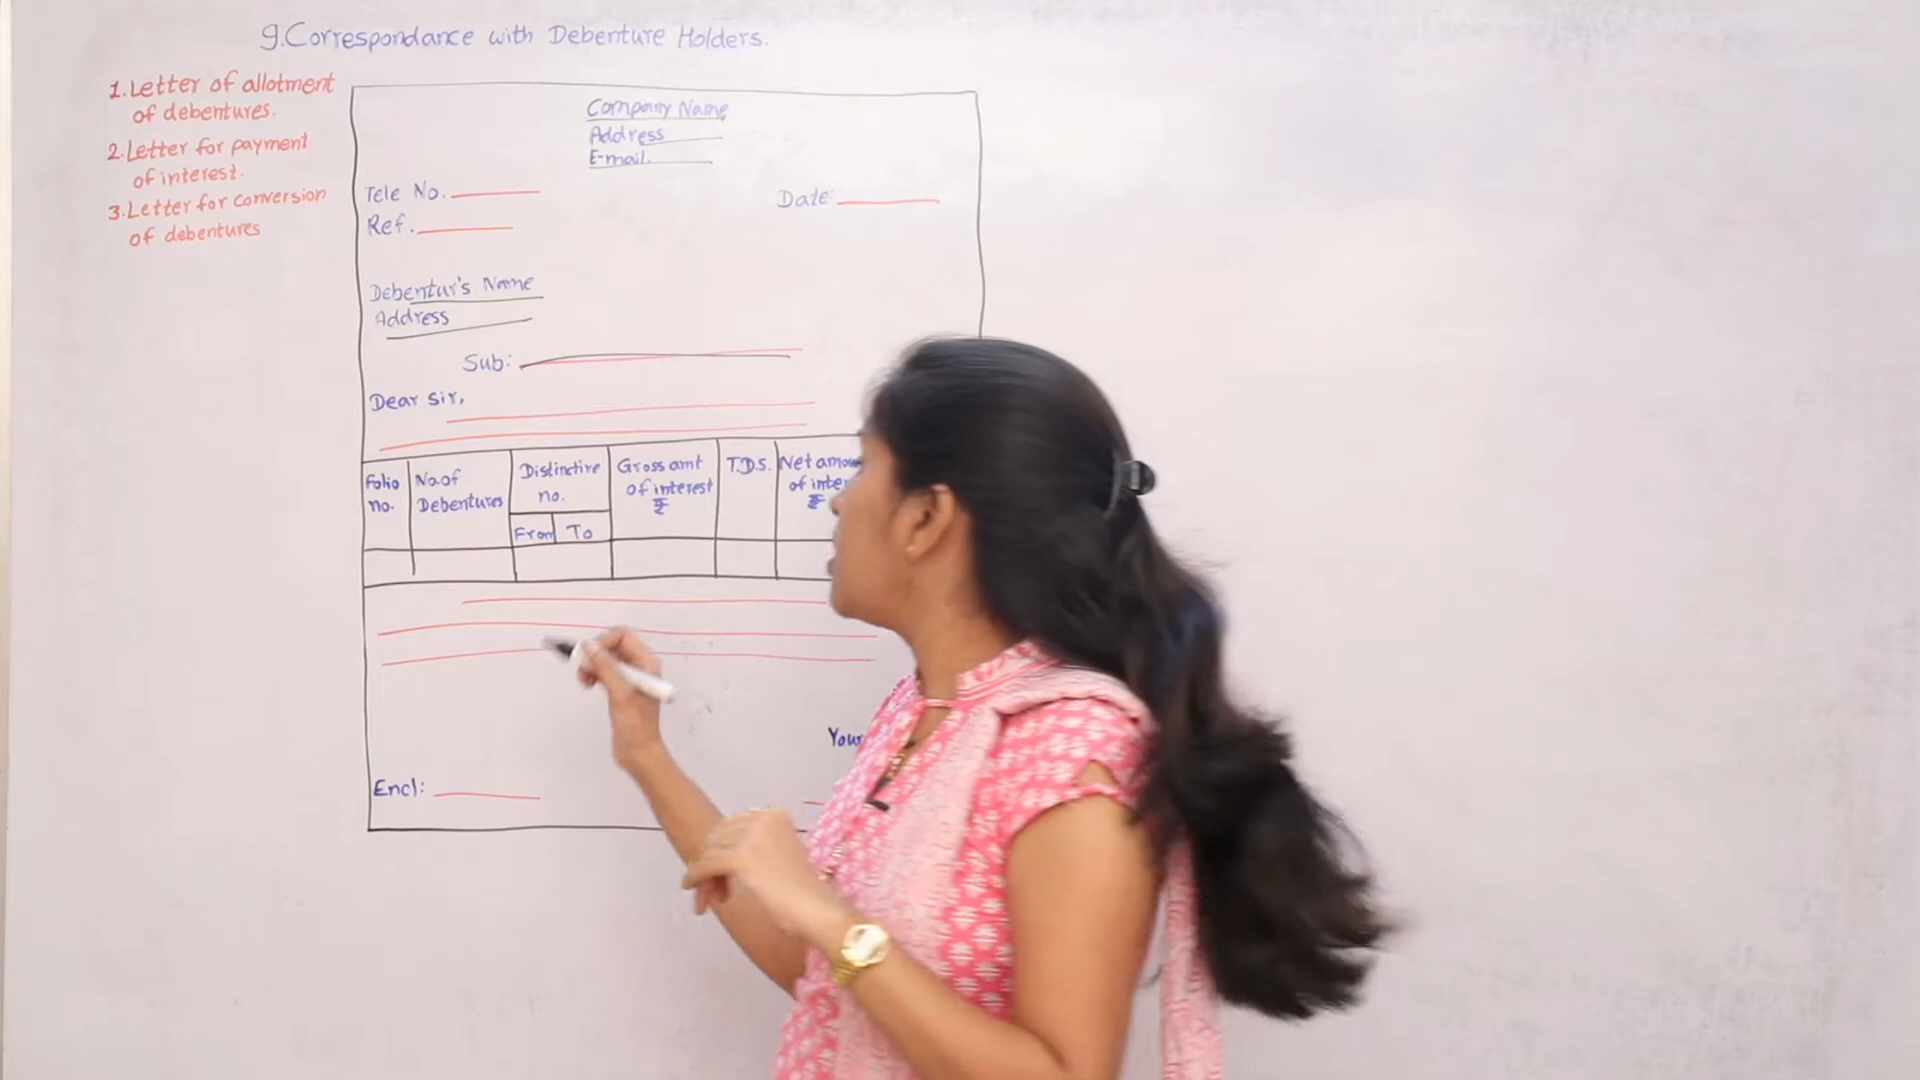 9.Correspondance with Debenture Holders.
1.Letter of allotment
of debentures.
2.Letter for payment
of interest.
3.Letter for conversion
of debentures
Company Name
Address
E-mail.
Tele No.
Date:
Ref.
Debentur's Name
Address
Sub:
Dear Sir,
Folio
no.
No.of
Debentures
Distinctive
no.
From To
Gross amt
of interest
₹
T.D.S.
Net
of
₹
Encl: